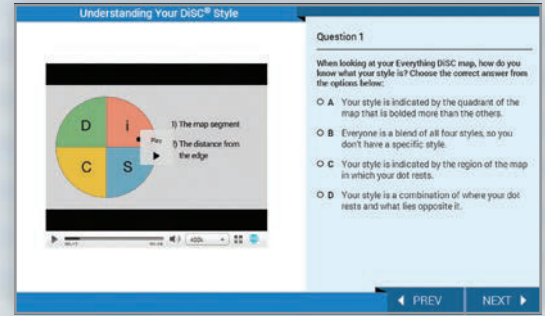 Understanding Your DiSC® Style
D
i
C
S
1) The map segment
2) The distance from
the edge
Play
400k
Question 1
When looking at your Everything DiSC map, how do you
know what your style is? Choose the correct answer from
the options below:
A Your style is indicated by the quadrant of the
map that is bolded more than the others.
B Everyone is a blend of all four styles, so you
don't have a specific style.
C Your style is indicated by the region of the map
in which your dot rests.
D Your style is a combination of where your dot
rests and what lies opposite it.
PREV
NEXT